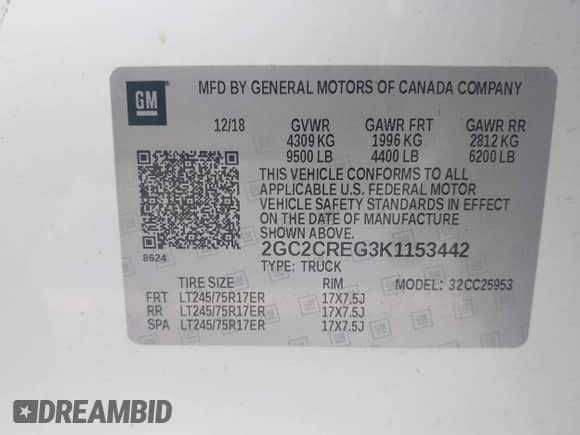 GM
MFD BY GENERAL MOTORS OF CANADA COMPANY
12/18 GVWR GAWR FRT GAWR RR
4309 KG 1996 KG 2812 KG
9500 LB 4400 LB 6200 LB
THIS VEHICLE CONFORMS TO ALL
APPLICABLE U.S. FEDERAL MOTOR
VEHICLE SAFETY STANDARDS IN EFFECT
ON THE DATE OF MANUFACTURE
SHOWN ABOVE.
8624 2GC2CREG3K1153442
TYPE: TRUCK
TIRE SIZE RIM MODEL: 32CC25953
FRT LT245/75R17ER 17X7.5J
RR LT245/75R17ER 17X7.5J
SPA LT245/75R17ER 17X7.5J
DREAMBID